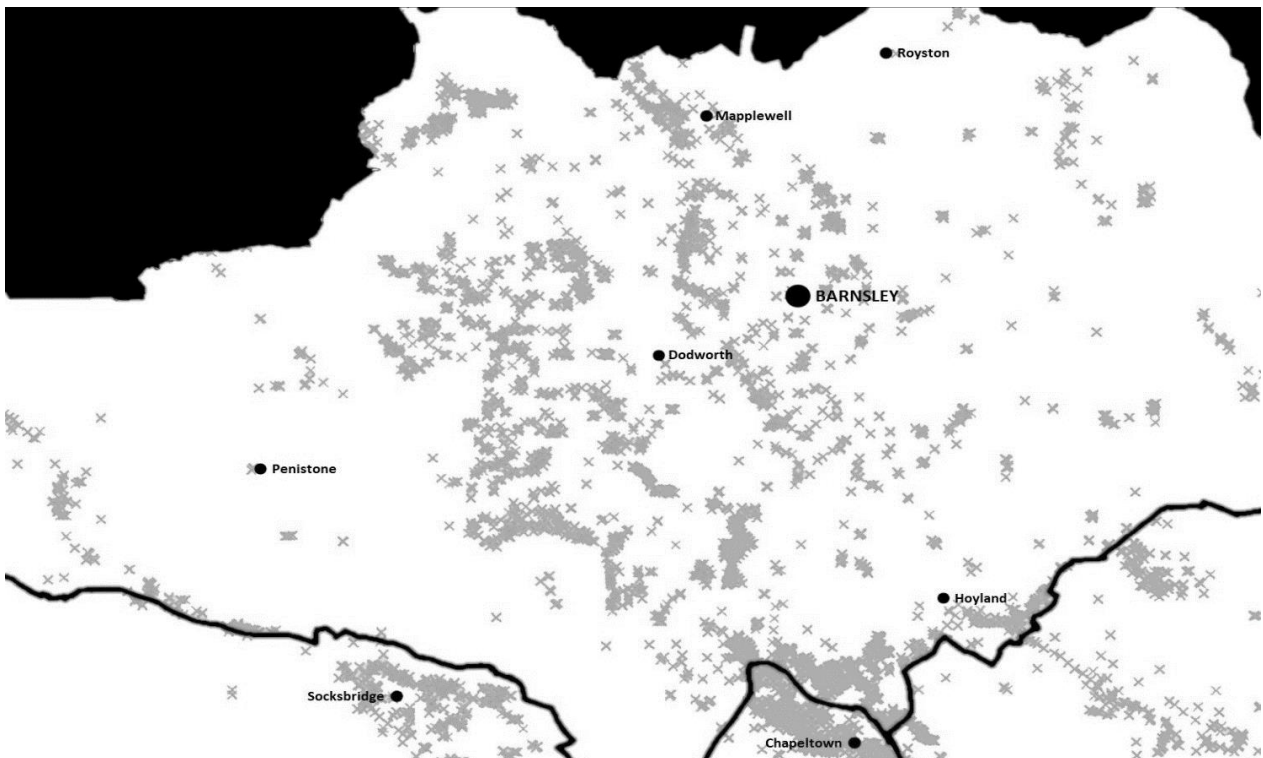 Royston
Mapplewell
BARNSLEY
Dodworth
Penistone
Hoyland
Socksbridge
Chapeltown